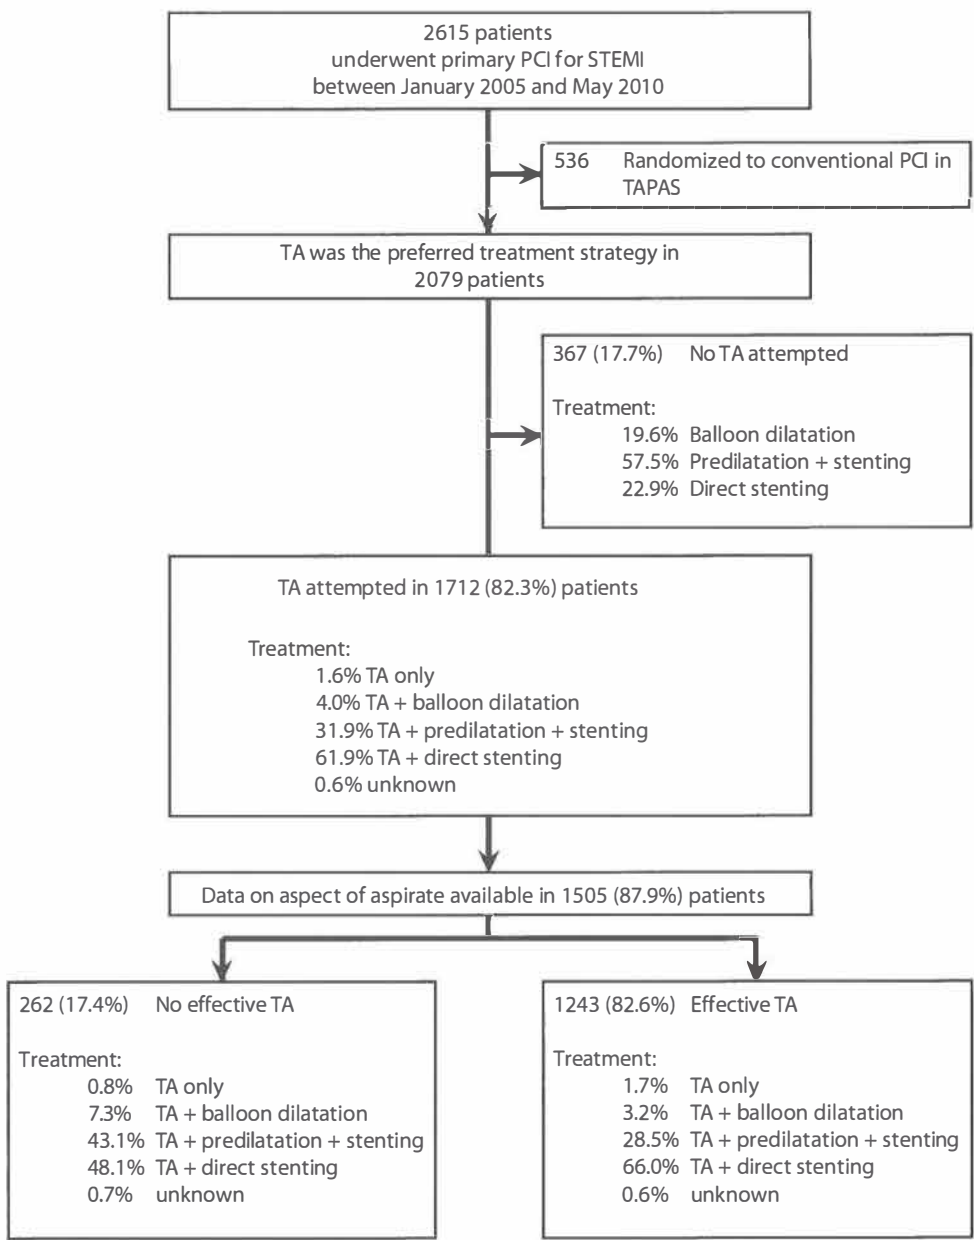 2615 patients
underwent primary PCI for STEMI
between January 2005 and May 2010
536 Randomized to conventional PCI in
TAPAS
TA was the preferred treatment strategy in
2079 patients
367 (17.7%) No TA attempted
Treatment:
19.6% Balloon dilatation
57.5% Predilatation + stenting
22.9% Direct stenting
TA attempted in 1712 (82.3%) patients
Treatment:
1.6% TA only
4.0% TA + balloon dilatation
31.9% TA + predilatation + stenting
61.9% TA + direct stenting
0.6% unknown
Data on aspect of aspirate available in 1505 (87.9%) patients
262 (17.4%) No effective TA
Treatment:
0.8% TA only
7.3% TA + balloon dilatation
43.1% TA + predilatation + stenting
48.1% TA + direct stenting
0.7% unknown
1243 (82.6%) Effective TA
Treatment:
1.7% TA only
3.2% TA + balloon dilatation
28.5% TA + predilatation + stenting
66.0% TA + direct stenting
0.6% unknown